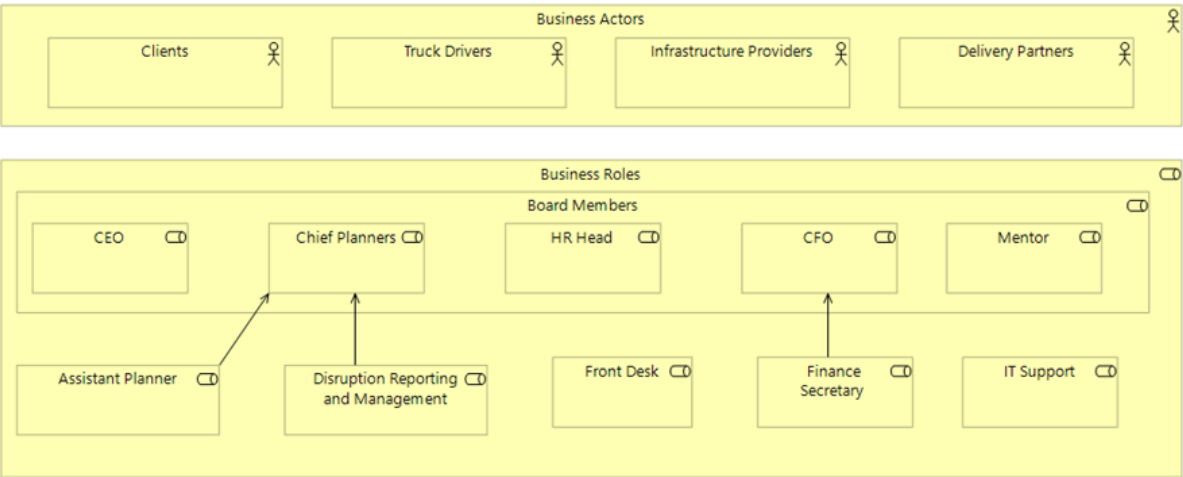 Business Actors
Clients
Truck Drivers
Infrastructure Providers
Delivery Partners
Business Roles
Board Members
CEO
Chief Planners
HR Head
CFO
Mentor
Assistant Planner
Disruption Reporting
and Management
Front Desk
Finance
Secretary
IT Support